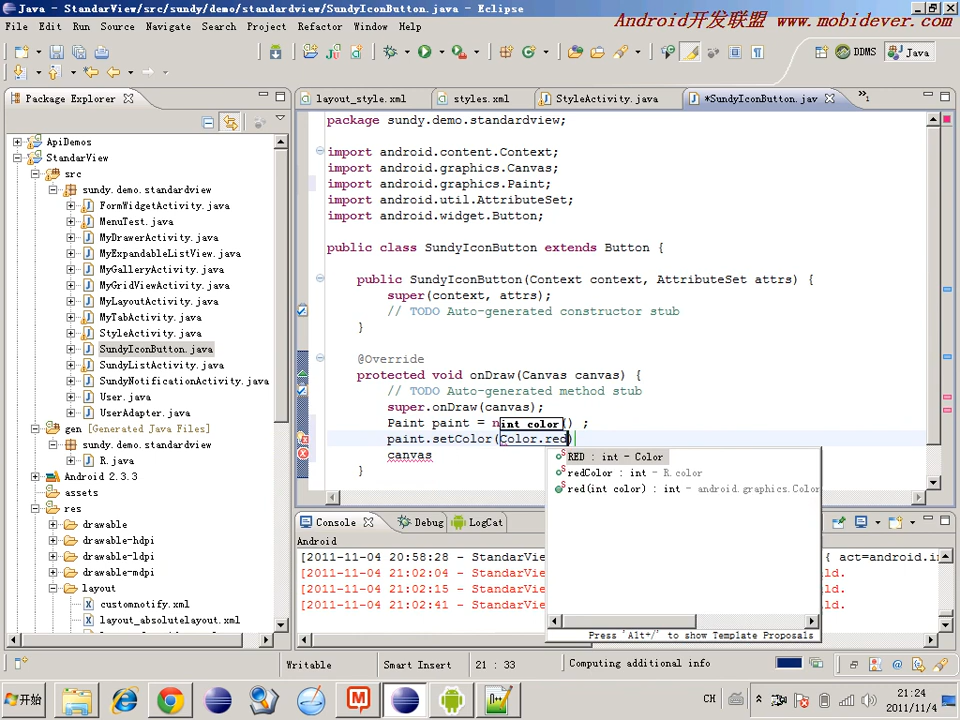 Java - StandarView/src/sundy/demo/standardview/SundyIconButton.java - Eclipse
Android开发联盟 www.mobidever.com
File Edit Run Source Navigate Search Project Refactor Window Help
DDMS Java
Package Explorer
layout_style.xml styles.xml StyleActivity.java *SundyIconButton.jav »1
ApiDemos
StandarView
src
sundy.demo.standardview
FormWidgetActivity.java
MenuTest.java
MyDrawerActivity.java
MyExpandableListView.java
MyGalleryActivity.java
MyGridViewActivity.java
MyLayoutActivity.java
MyTabActivity.java
StyleActivity.java
SundyIconButton.java
SundyListActivity.java
SundyNotificationActivity.java
User.java
UserAdapter.java
gen [Generated Java Files]
sundy.demo.standardview
R.java
Android 2.3.3
assets
res
drawable
drawable-hdpi
drawable-ldpi
drawable-mdpi
layout
customnotify.xml
layout_absolutelayout.xml
package sundy.demo.standardview;
import android.content.Context;
import android.graphics.Canvas;
import android.graphics.Paint;
import android.util.AttributeSet;
import android.widget.Button;
public class SundyIconButton extends Button {
public SundyIconButton(Context context, AttributeSet attrs) {
super(context, attrs);
// TODO Auto-generated constructor stub
}
@Override
protected void onDraw(Canvas canvas) {
// TODO Auto-generated method stub
super.onDraw(canvas);
Paint paint = n
int color
() ;
paint.setColor(Color.red)
canvas
}
RED : int - Color
redColor : int - R.color
red(int color) : int - android.graphics.Color
Press 'Alt+/' to show Template Proposals
Console Debug LogCat
Android
[2011-11-04 20:58:28 - StandarVie
{ act=android.in
[2011-11-04 21:02:04 - StandarVie
ld.
[2011-11-04 21:02:15 - StandarVie
ld.
[2011-11-04 21:02:41 - StandarVie
ld.
Writable Smart Insert 21 : 33 Computing additional info
开始
CH
21:24
2011/11/4